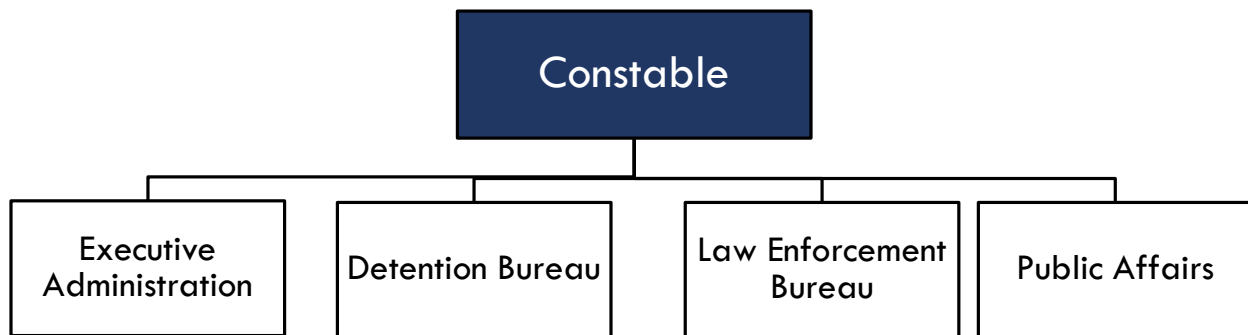 Constable
Executive
Administration
Detention Bureau
Law Enforcement
Bureau
Public Affairs